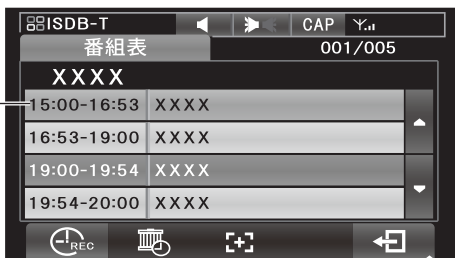 ISDB-T CAP
番組表 001/005
XXXX
15:00-16:53 XXXX
16:53-19:00 XXXX
19:00-19:54 XXXX
19:54-20:00 XXXX
REC